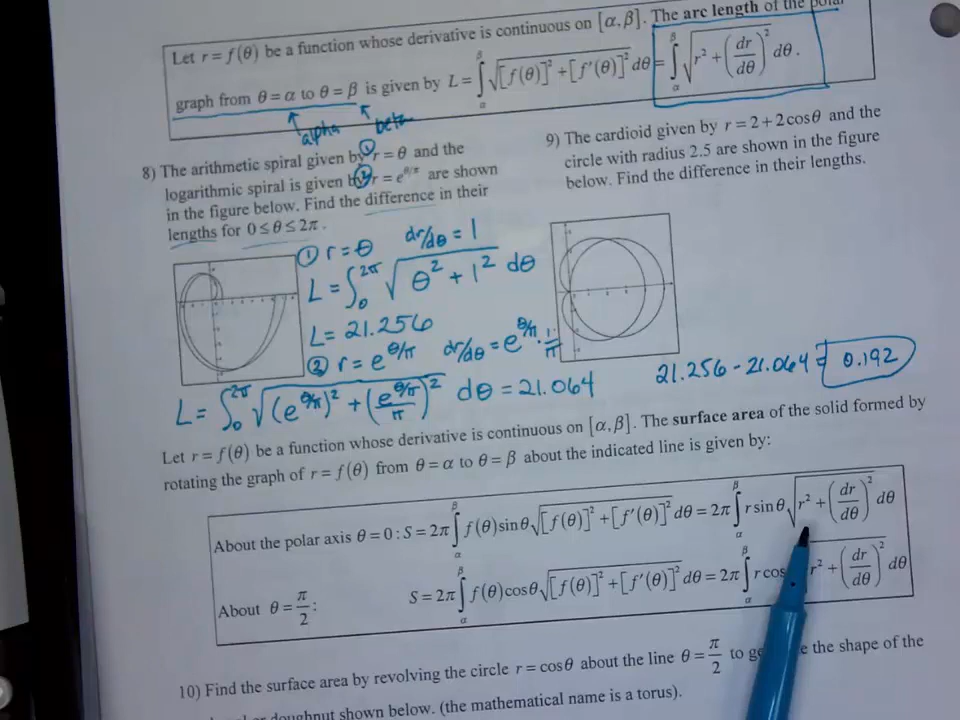 Let r = f(θ) be a function whose derivative is continuous on [α,β]. The arc length of the polar
graph from θ = α to θ = β is given by L = ∫_α^β √([f(θ)]² + [f'(θ)]²) dθ = ∫_α^β √(r² + (dr/dθ)²) dθ.
alpha beta
8) The arithmetic spiral given by ① r = θ and the
logarithmic spiral is given by ② r = e^(θ/π) are shown
in the figure below. Find the difference in their
lengths for 0 ≤ θ ≤ 2π.
9) The cardioid given by r = 2 + 2cosθ and the
circle with radius 2.5 are shown in the figure
below. Find the difference in their lengths.
① r = θ dr/dθ = 1
L = ∫_0^2π √(θ² + 1²) dθ
L = 21.256
② r = e^(θ/π) dr/dθ = e^(θ/π) · 1/π
L = ∫_0^2π √((e^(θ/π))² + (e^(θ/π)/π)²) dθ = 21.064
21.256 - 21.064 = 0.192
Let r = f(θ) be a function whose derivative is continuous on [α,β]. The surface area of the solid formed by
rotating the graph of r = f(θ) from θ = α to θ = β about the indicated line is given by:
About the polar axis θ = 0 : S = 2π ∫_α^β f(θ) sinθ √([f(θ)]² + [f'(θ)]²) dθ = 2π ∫_α^β r sinθ √(r² + (dr/dθ)²) dθ
About θ = π/2 : S = 2π ∫_α^β f(θ) cosθ √([f(θ)]² + [f'(θ)]²) dθ = 2π ∫_α^β r cos r² + (dr/dθ)² dθ
10) Find the surface area by revolving the circle r = cosθ about the line θ = π/2 to the shape of the
doughnut shown below. (the mathematical name is a torus).